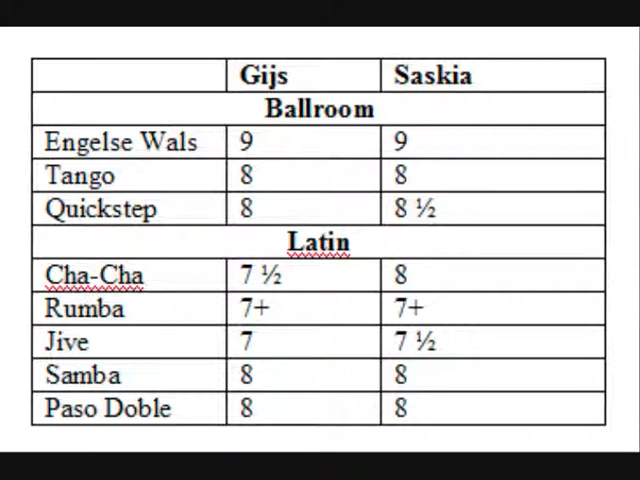 Gijs Saskia
Ballroom
Engelse Wals 9 9
Tango 8 8
Quickstep 8 8 ½
Latin
Cha-Cha 7 ½ 8
Rumba 7+ 7+
Jive 7 7 ½
Samba 8 8
Paso Doble 8 8